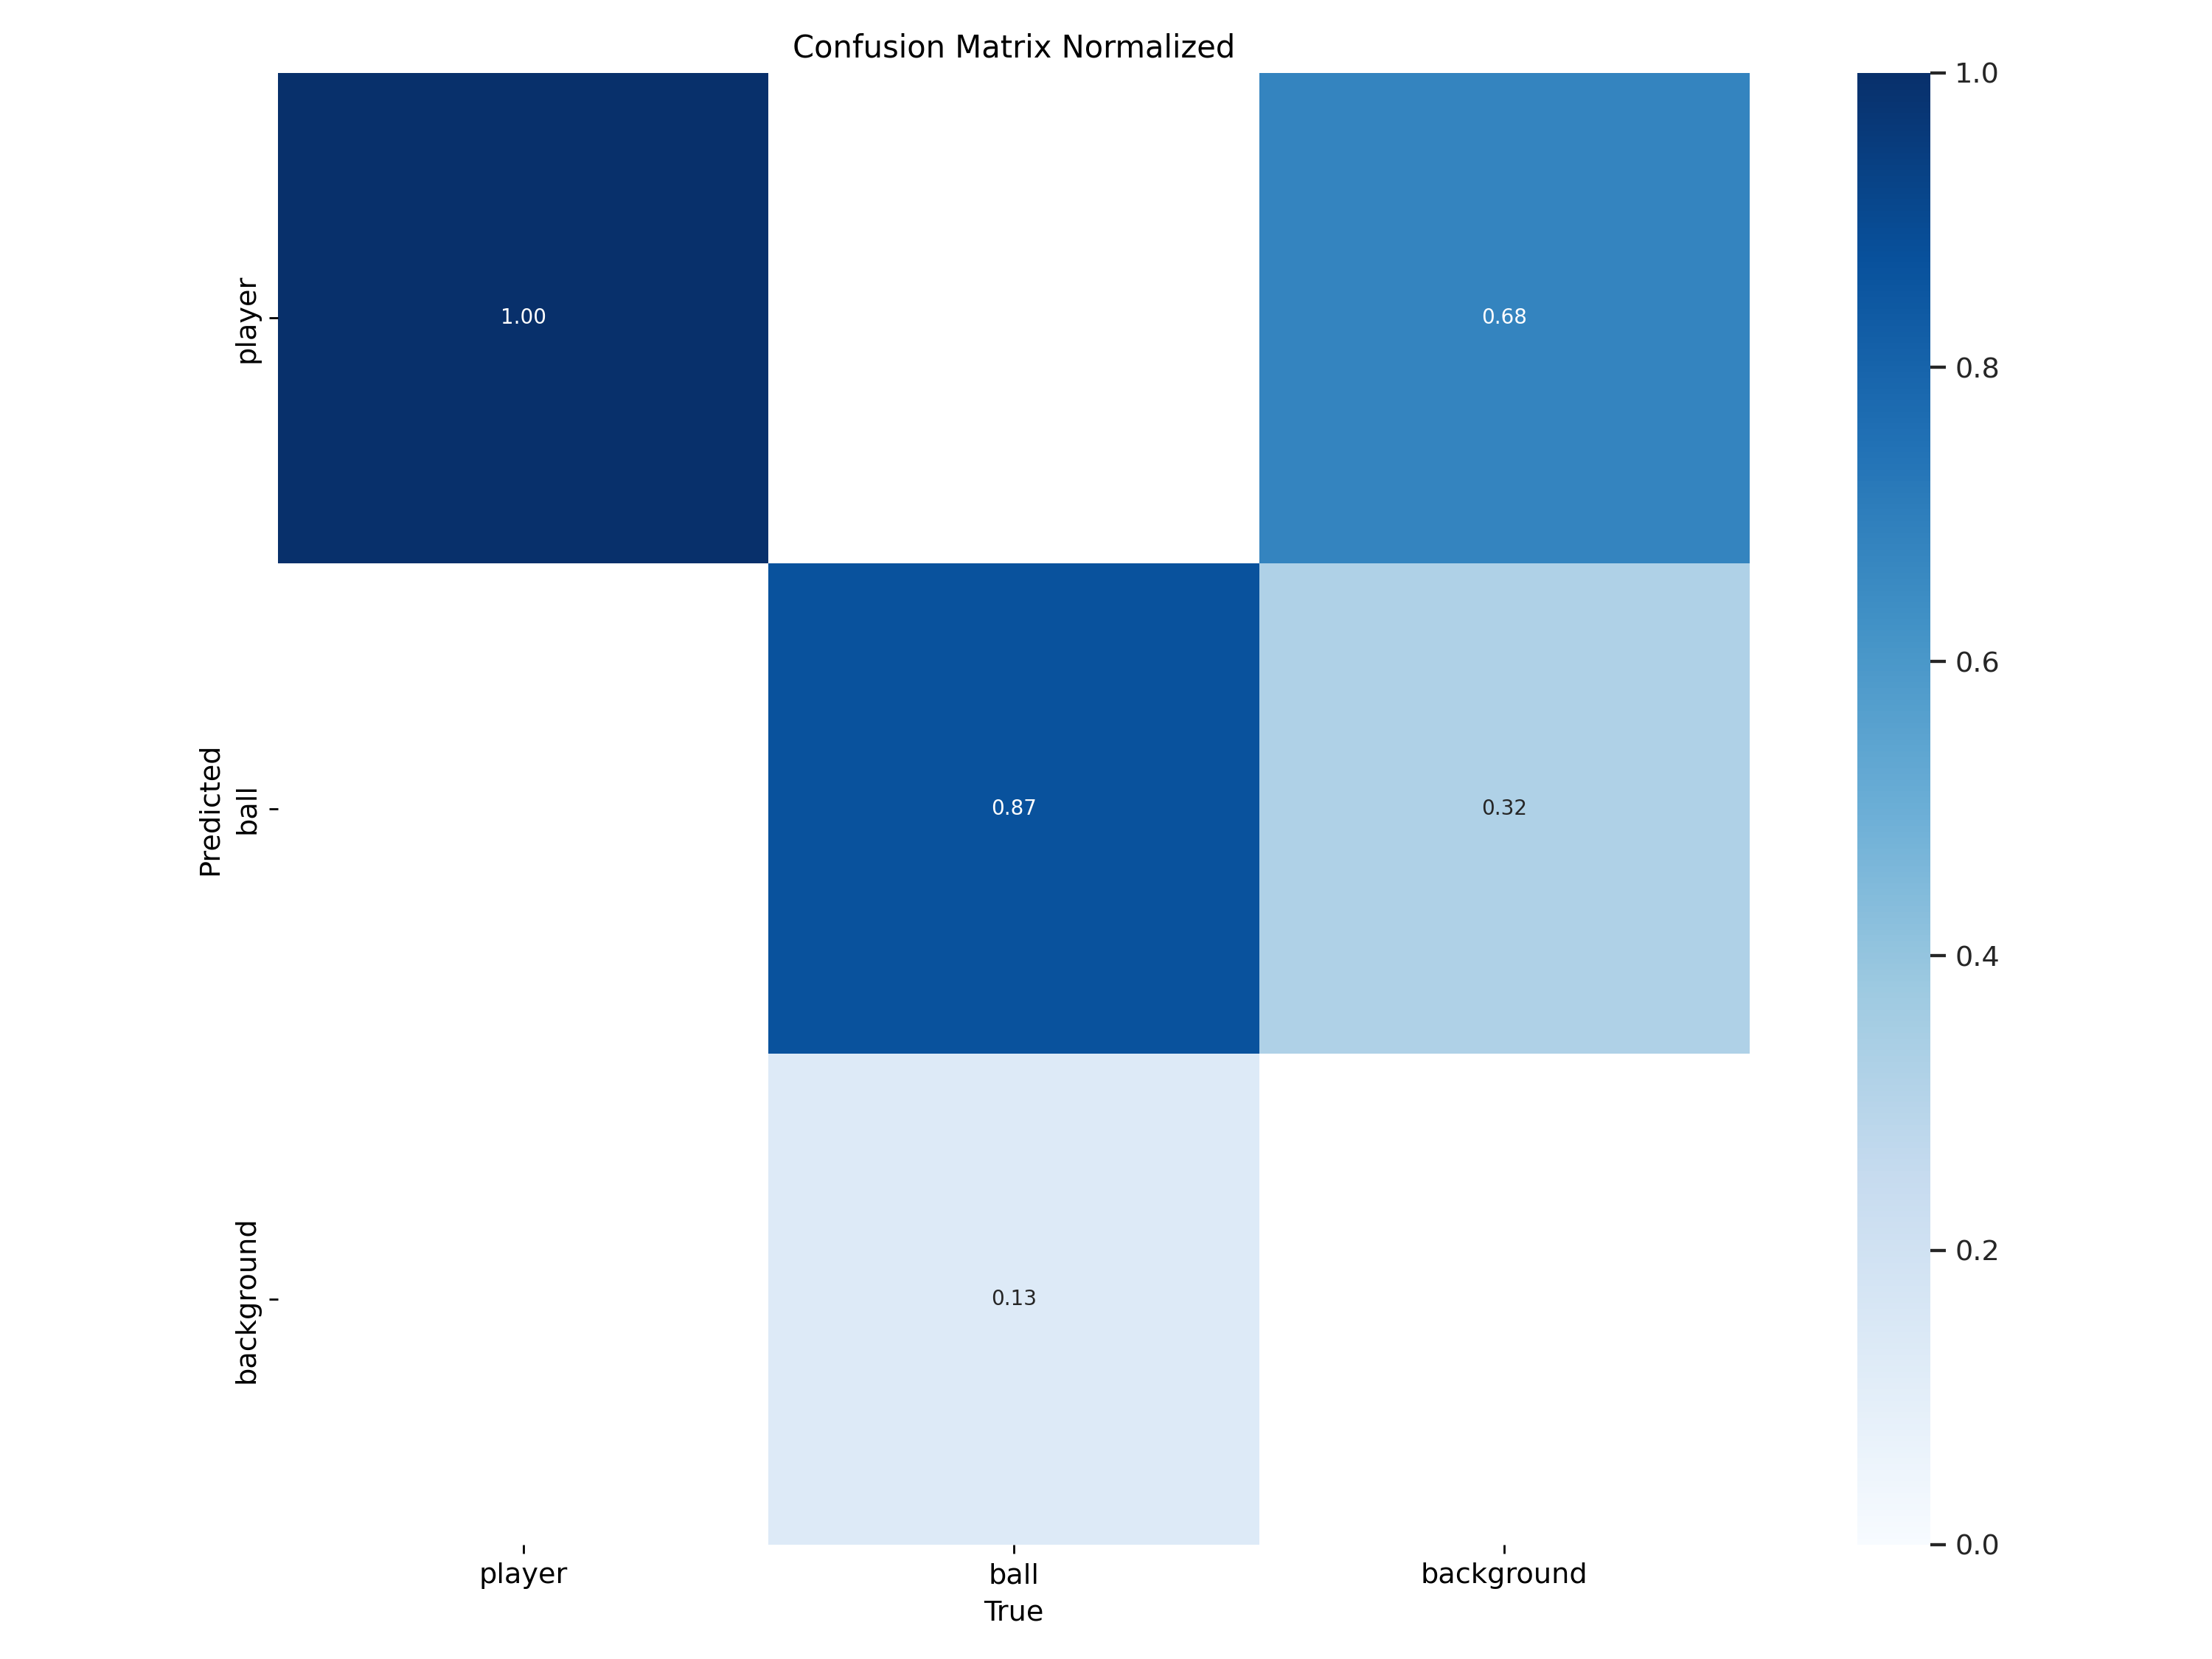 Confusion Matrix Normalized
player
ball
background
Predicted
1.00
0.68
0.87
0.32
0.13
player
ball
background
True
1.0
0.8
0.6
0.4
0.2
0.0